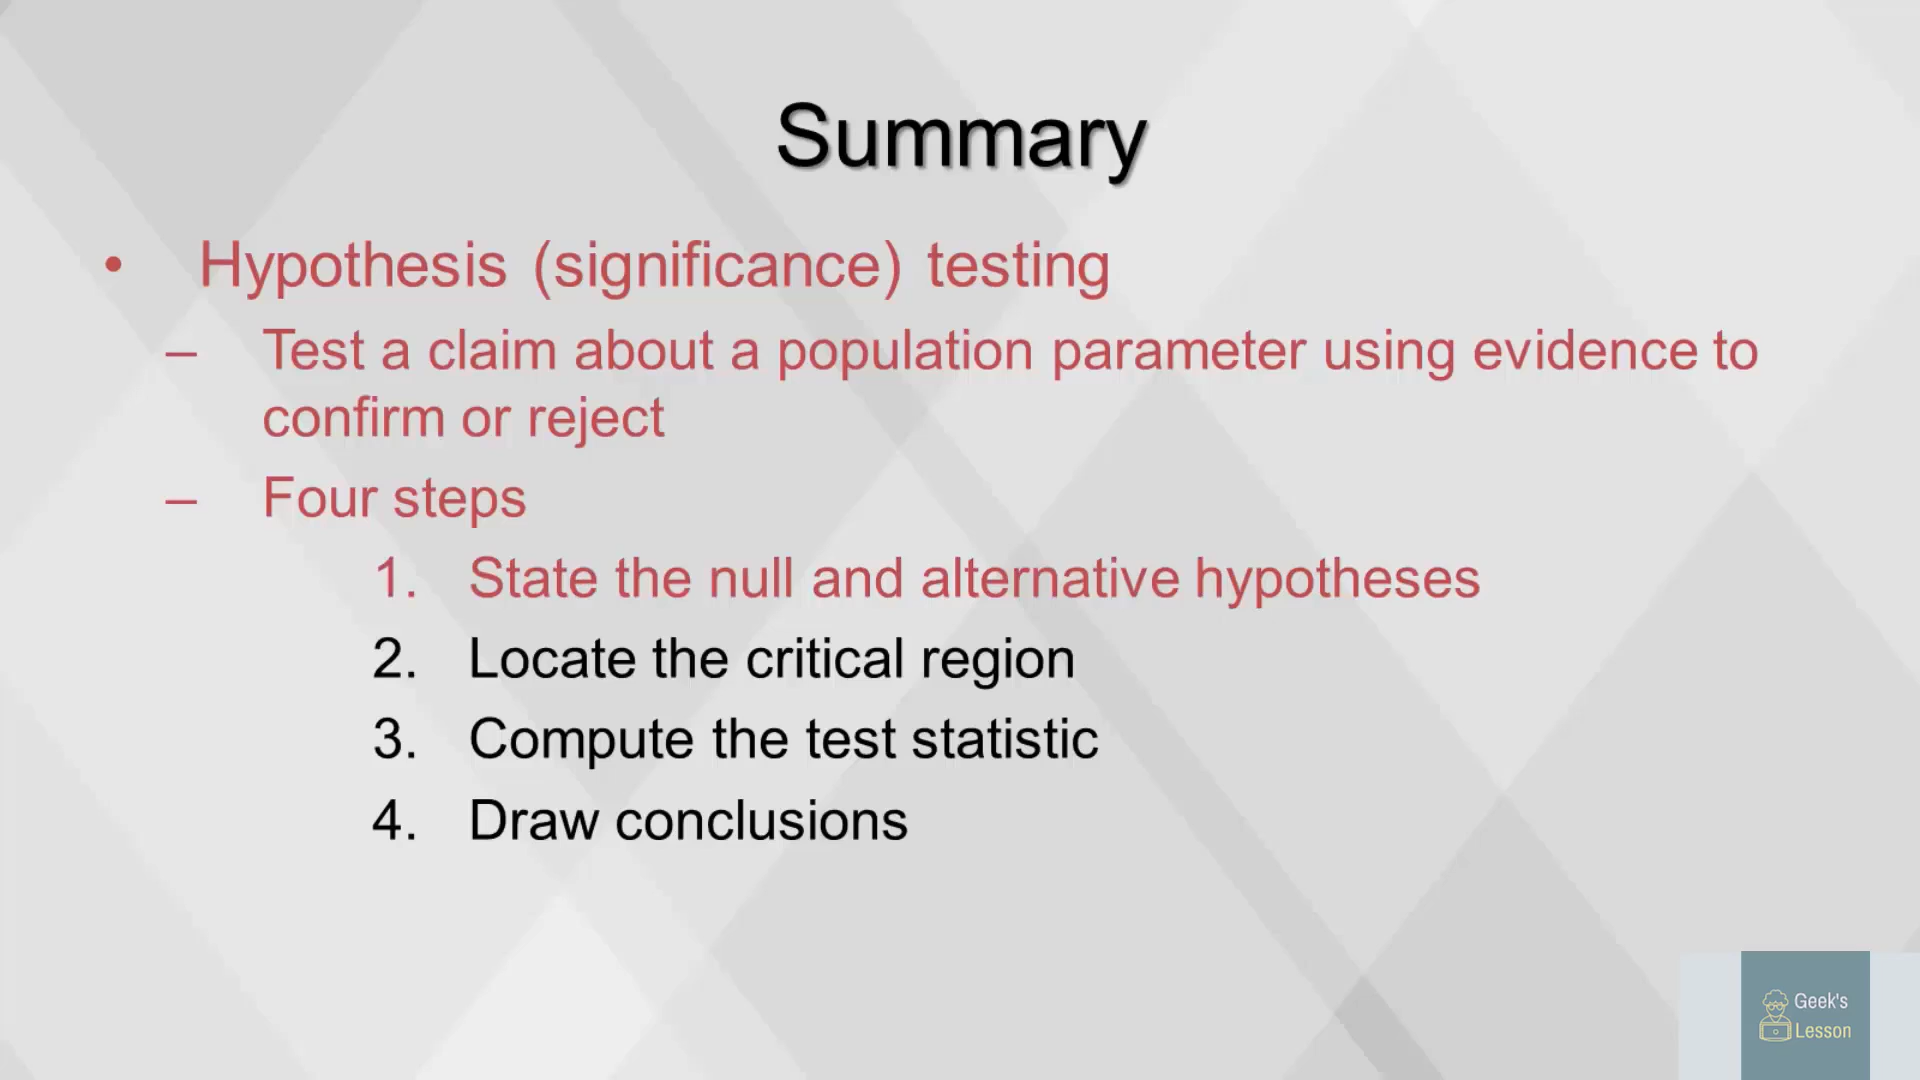 Summary
• Hypothesis (significance) testing
– Test a claim about a population parameter using evidence to
confirm or reject
– Four steps
1. State the null and alternative hypotheses
2. Locate the critical region
3. Compute the test statistic
4. Draw conclusions
Geek's
Lesson